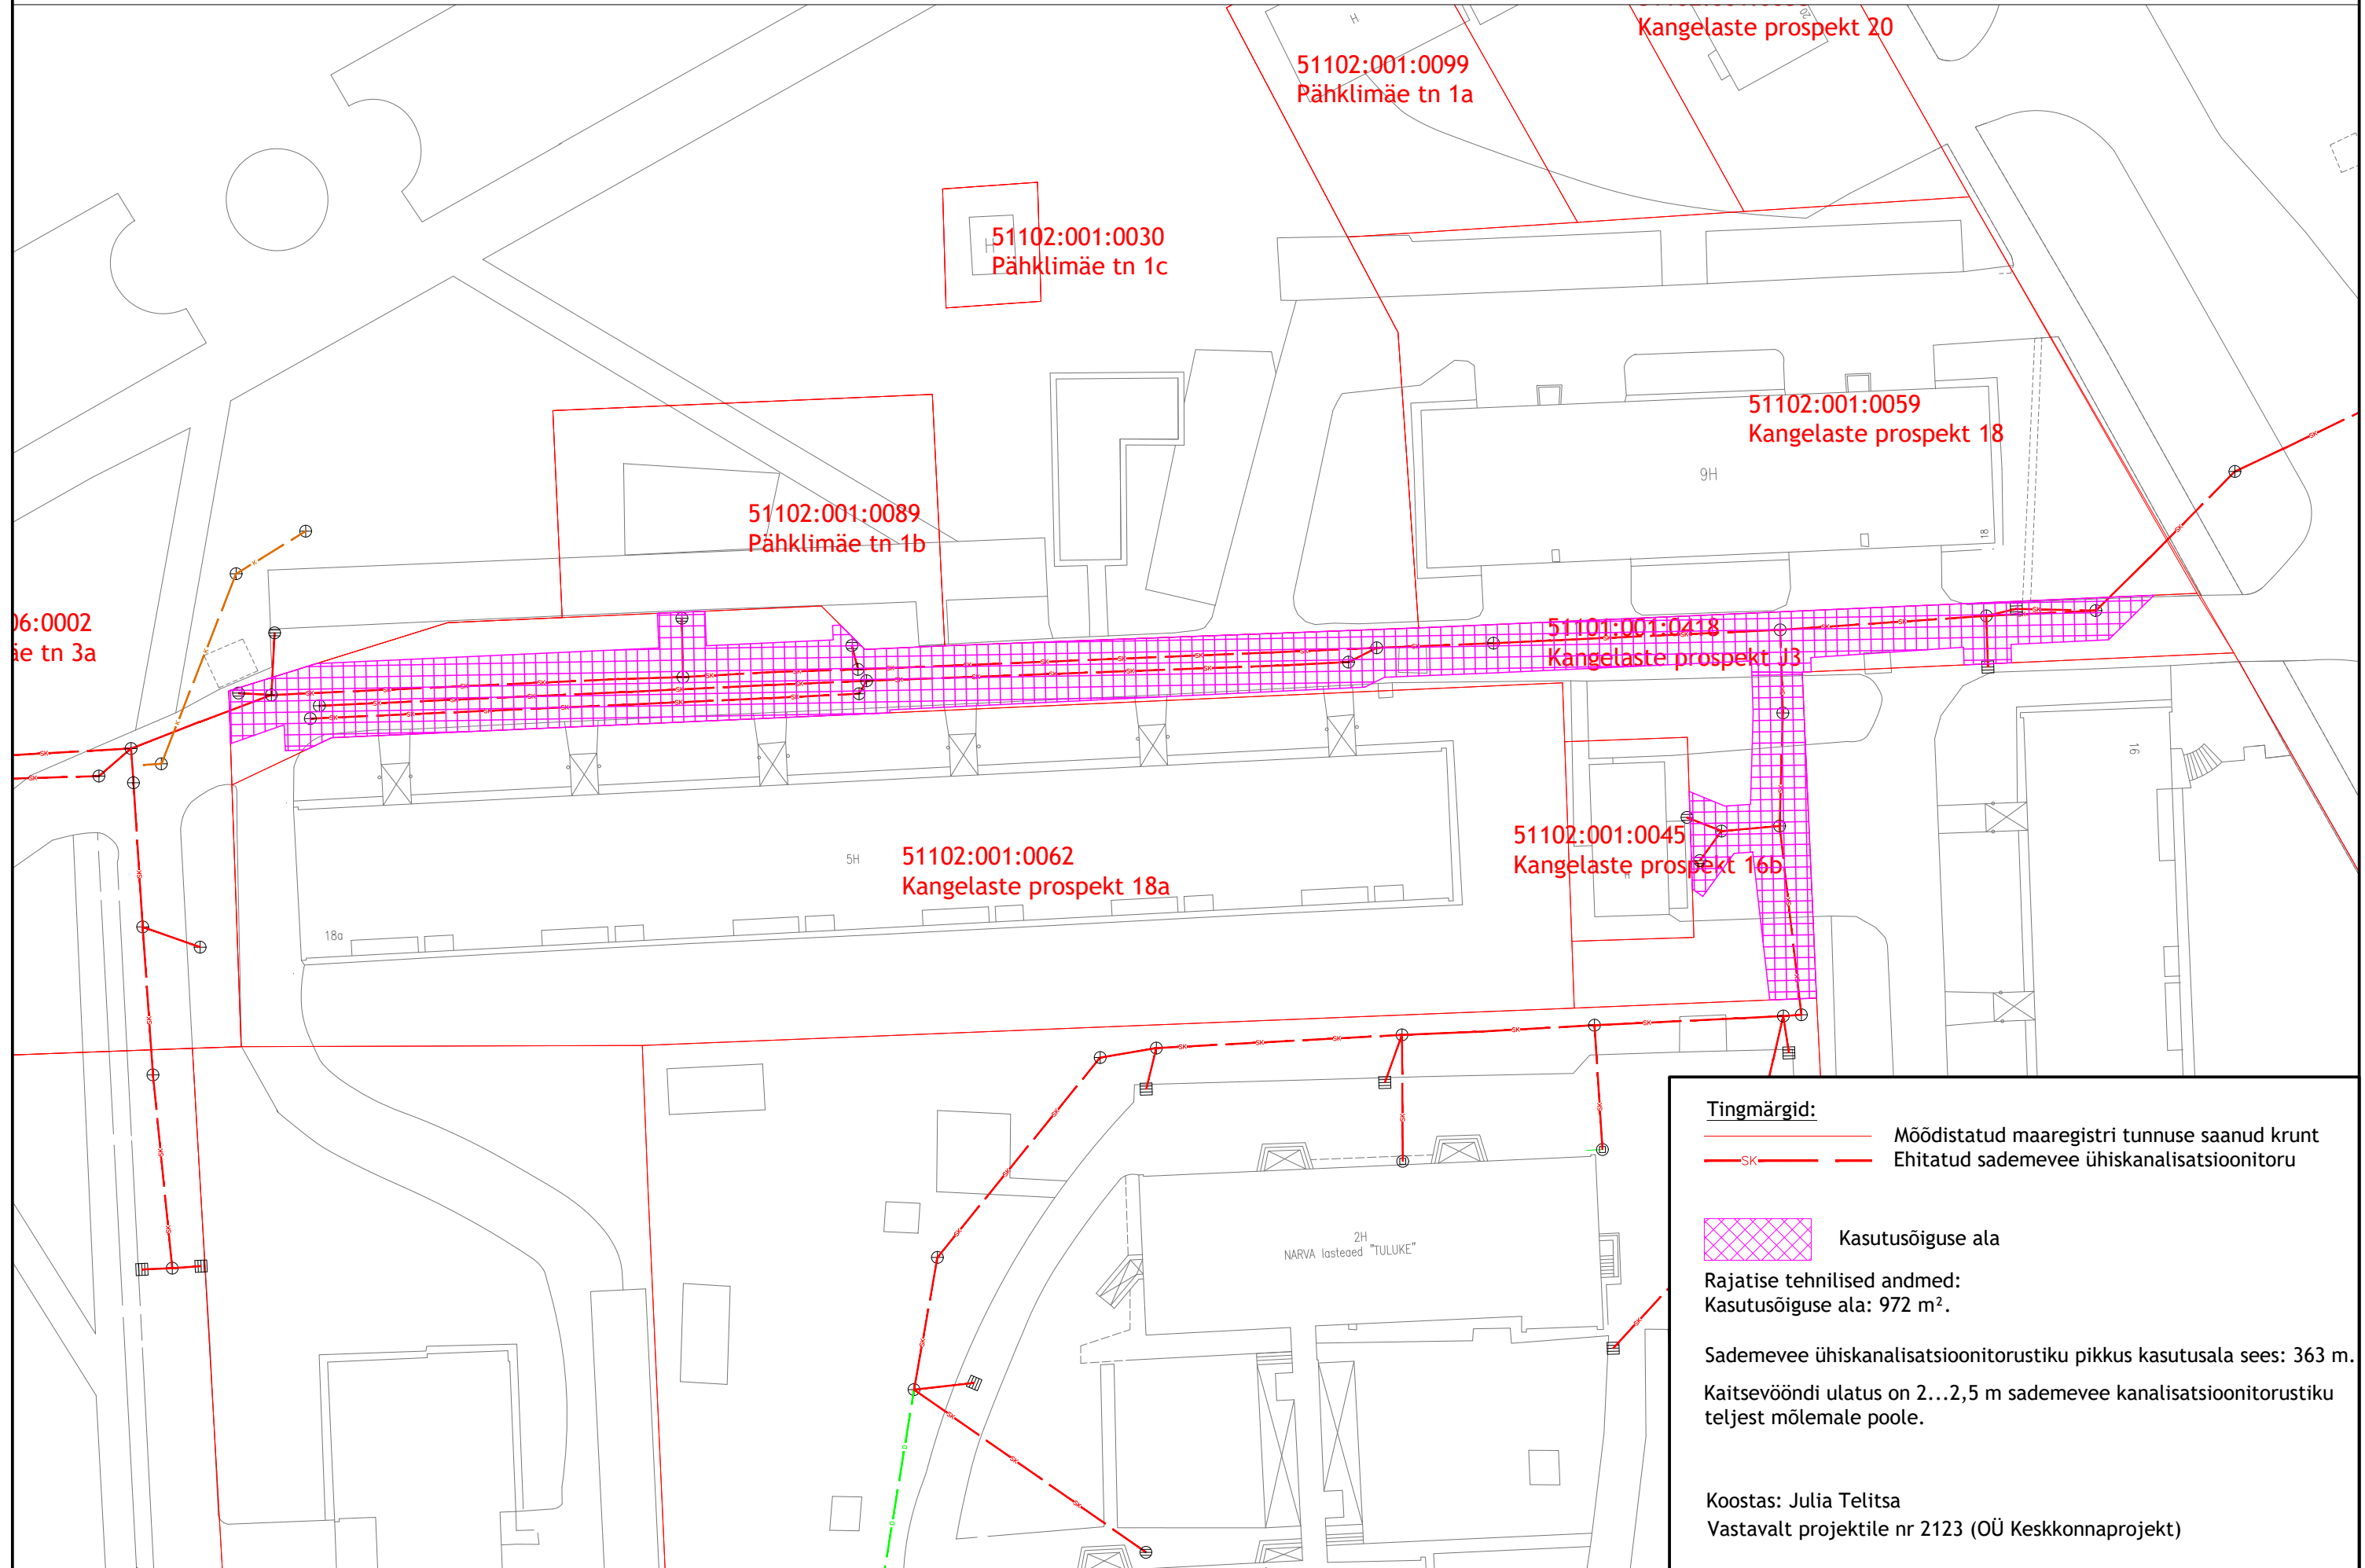 Kangelaste prospekt 20
20
H
51102:001:0099
Pähklimäe tn 1a
51102:001:0030
Pähklimäe tn 1c
H
51102:001:0059
Kangelaste prospekt 18
9H
18
51102:001:0089
Pähklimäe tn 1b
06:0002
äe tn 3a
51101:001:0418
Kangelaste prospekt J3
16
51102:001:0045
Kangelaste prospekt 16b
H
5H
51102:001:0062
Kangelaste prospekt 18a
18a
2H
NARVA lasteaed "TULUKE"
Tingmärgid:
Mõõdistatud maaregistri tunnuse saanud krunt
SK
Ehitatud sademevee ühiskanalisatsioonitoru
Kasutusõiguse ala
Rajatise tehnilised andmed:
Kasutusõiguse ala: 972 m².
Sademevee ühiskanalisatsioonitorustiku pikkus kasutusala sees: 363 m.
Kaitsevööndi ulatus on 2...2,5 m sademevee kanalisatsioonitorustiku
teljest mõlemale poole.
Koostas: Julia Telitsa
Vastavalt projektile nr 2123 (OÜ Keskkonnaprojekt)